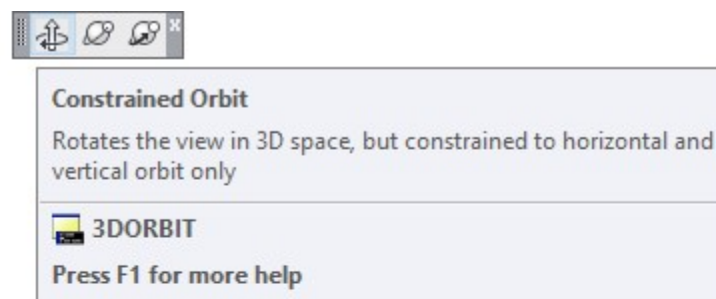 Constrained Orbit
Rotates the view in 3D space, but constrained to horizontal and
vertical orbit only
3DORBIT
Press F1 for more help